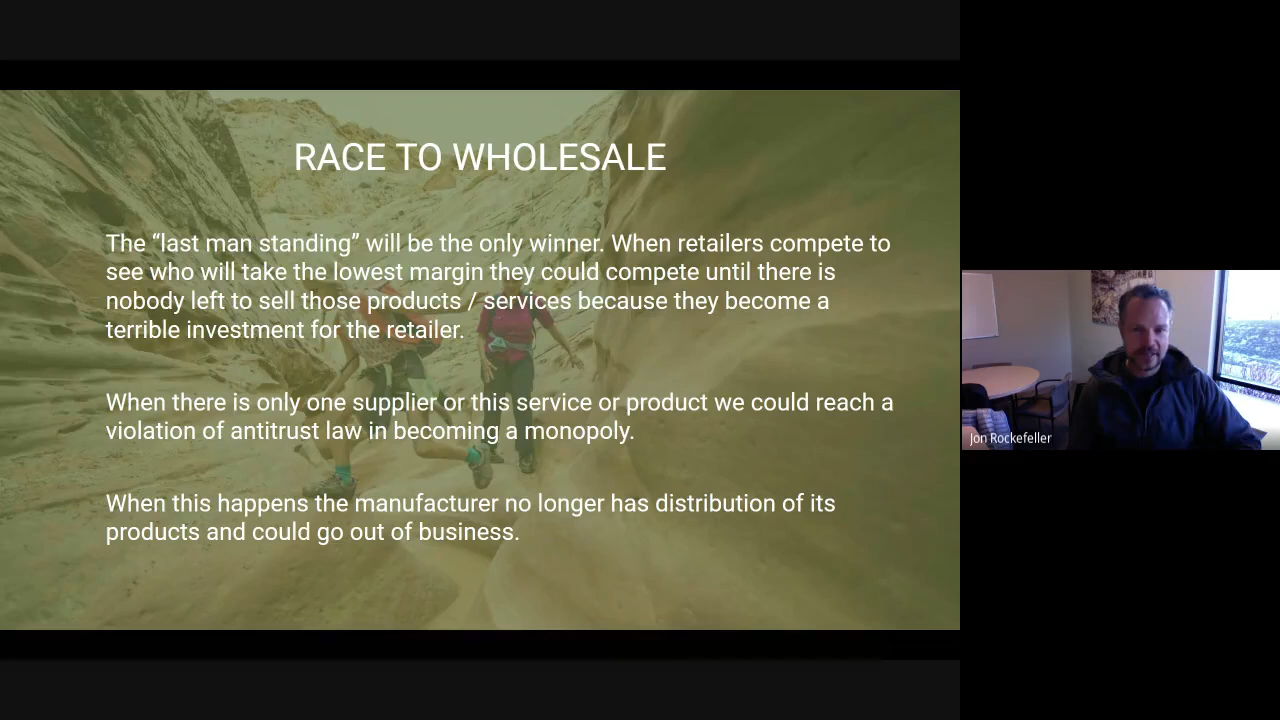 RACE TO WHOLESALE
The “last man standing” will be the only winner. When retailers compete to
see who will take the lowest margin they could compete until there is
nobody left to sell those products / services because they become a
terrible investment for the retailer.
When there is only one supplier or this service or product we could reach a
violation of antitrust law in becoming a monopoly.
When this happens the manufacturer no longer has distribution of its
products and could go out of business.
Jon Rockefeller